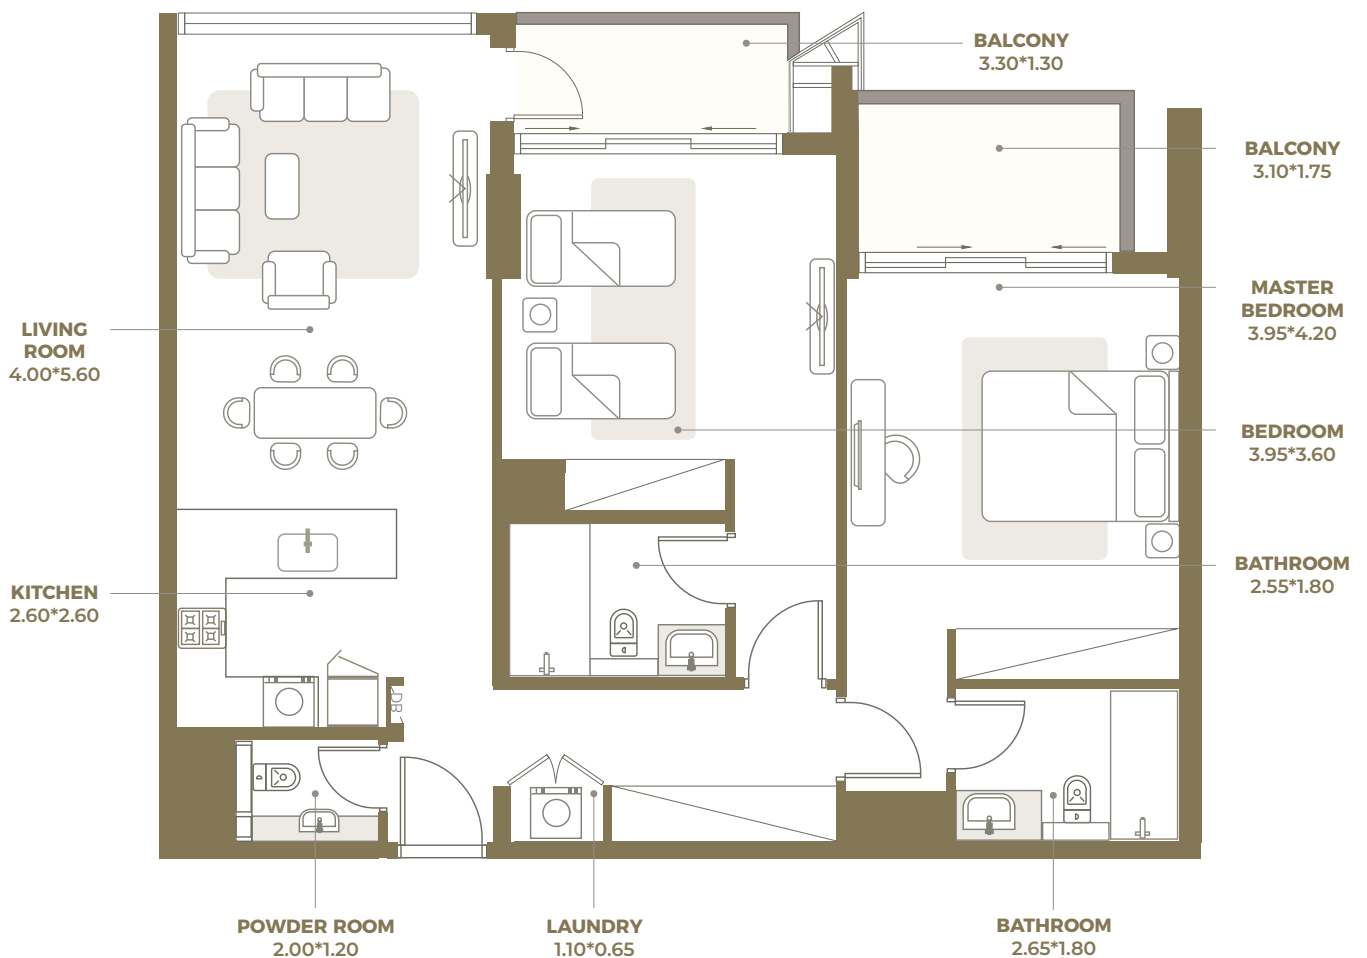 BALCONY
3.30*1.30
BALCONY
3.10*1.75
MASTER
BEDROOM
3.95*4.20
LIVING
ROOM
4.00*5.60
BEDROOM
3.95*3.60
BATHROOM
2.55*1.80
KITCHEN
2.60*2.60
DB
POWDER ROOM
2.00*1.20
LAUNDRY
1.10*0.65
BATHROOM
2.65*1.80